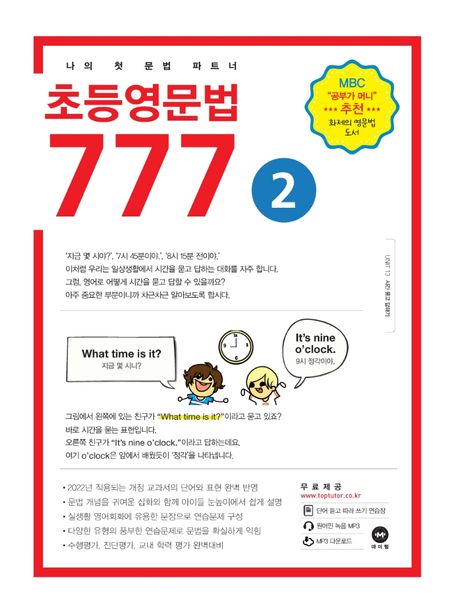 나의 첫 문법 파트너
초등영문법
777
2
MBC
"공부가 머니"
*** 추천 ***
화제의 영문법
도서
'지금 몇 시야?', '7시 45분이야.', '8시 15분 전이야.'
이처럼 우리는 일상생활에서 시간을 묻고 답하는 대화를 자주 합니다.
그럼, 영어로 어떻게 시간을 묻고 답할 수 있을까요?
아주 중요한 부분이니까 차근차근 알아보도록 합시다.
UNIT 13 시간 묻고 답하기
What time is it?
지금 몇 시니?
It's nine
o'clock.
9시 정각이야.
그림에서 왼쪽에 있는 친구가 "What time is it?"이라고 묻고 있죠?
바로 시간을 묻는 표현입니다.
오른쪽 친구가 "It's nine o'clock."이라고 답하는데요,
여기 o'clock은 앞에서 배웠듯이 '정각'을 나타냅니다.
• 2022년 적용되는 개정 교과서의 단어와 표현 완벽 반영
• 문법 개념을 귀여운 삽화와 함께 아이들 눈높이에서 쉽게 설명
• 실생활 영어회화에 유용한 문장으로 연습문제 구성
• 다양한 유형의 풍부한 연습문제로 문법을 확실하게 익힘
• 수행평가, 진단평가, 교내 학력 평가 완벽대비
무료제공
www.toptutor.co.kr
단어 듣고 따라 쓰기 연습장
원어민 녹음 MP3
MP3 다운로드
마더텅